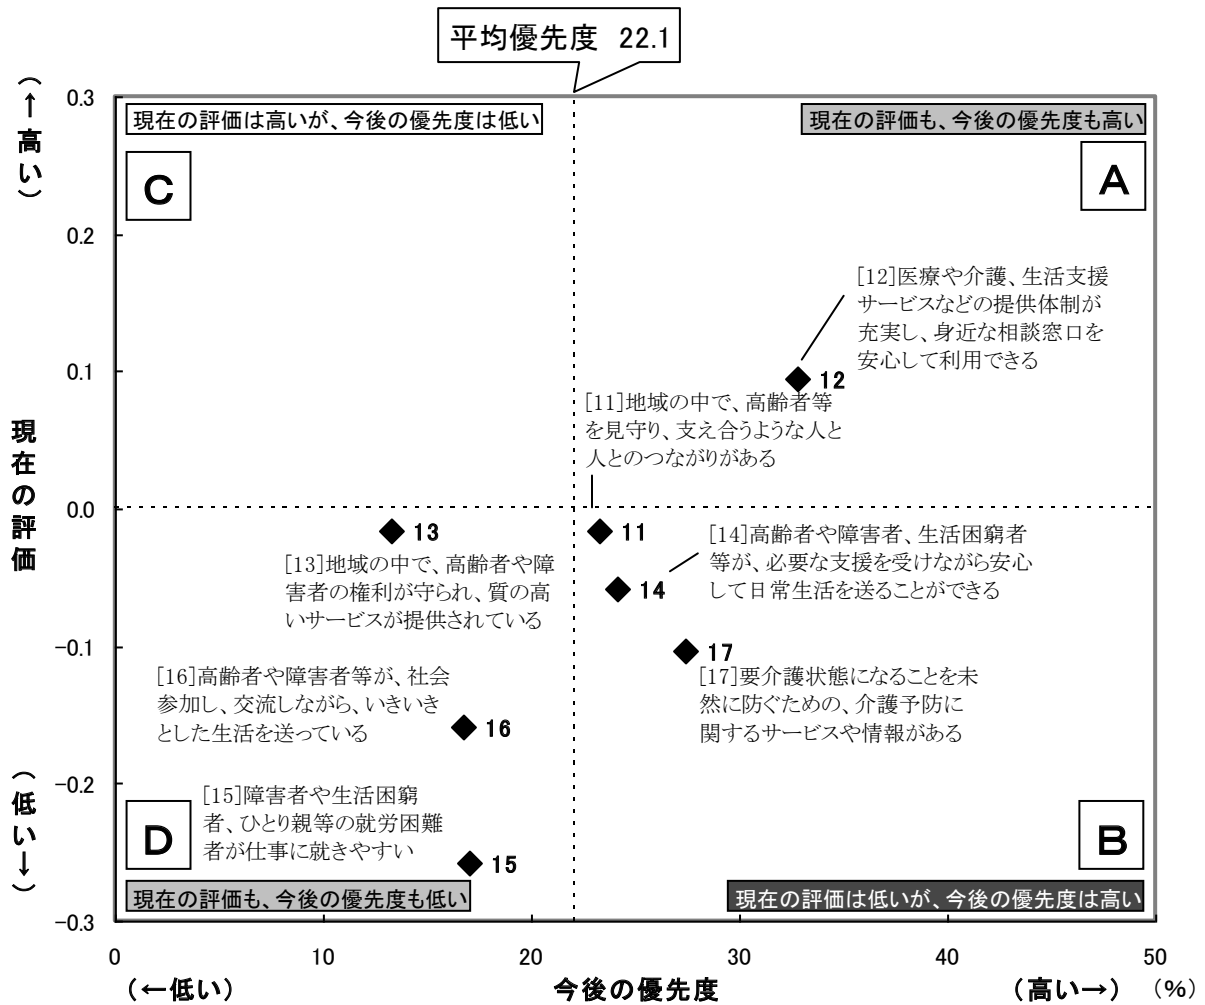 平均優先度 22.1
(←高い)
現在の評価
(低い→)
0.3
0.2
0.1
0.0
−0.1
−0.2
−0.3
現在の評価は高いが、今後の優先度は低い
C
現在の評価も、今後の優先度も高い
A
[12]医療や介護、生活支援
サービスなどの提供体制が
充実し、身近な相談窓口を
安心して利用できる
12
[11]地域の中で、高齢者等
を見守り、支え合うような人と
人とのつながりがある
13
11
[14]高齢者や障害者、生活困窮者
等が、必要な支援を受けながら安心
して日常生活を送ることができる
[13]地域の中で、高齢者や障
害者の権利が守られ、質の高
いサービスが提供されている
14
17
[17]要介護状態になることを未
然に防ぐための、介護予防に
関するサービスや情報がある
[16]高齢者や障害者等が、社会
参加し、交流しながら、いきいき
とした生活を送っている
16
[15]障害者や生活困窮
者、ひとり親等の就労困難
者が仕事に就きやすい
15
D
現在の評価も、今後の優先度も低い
B
現在の評価は低いが、今後の優先度は高い
0 10 20 30 40 50
(←低い) 今後の優先度 (高い→) (%)